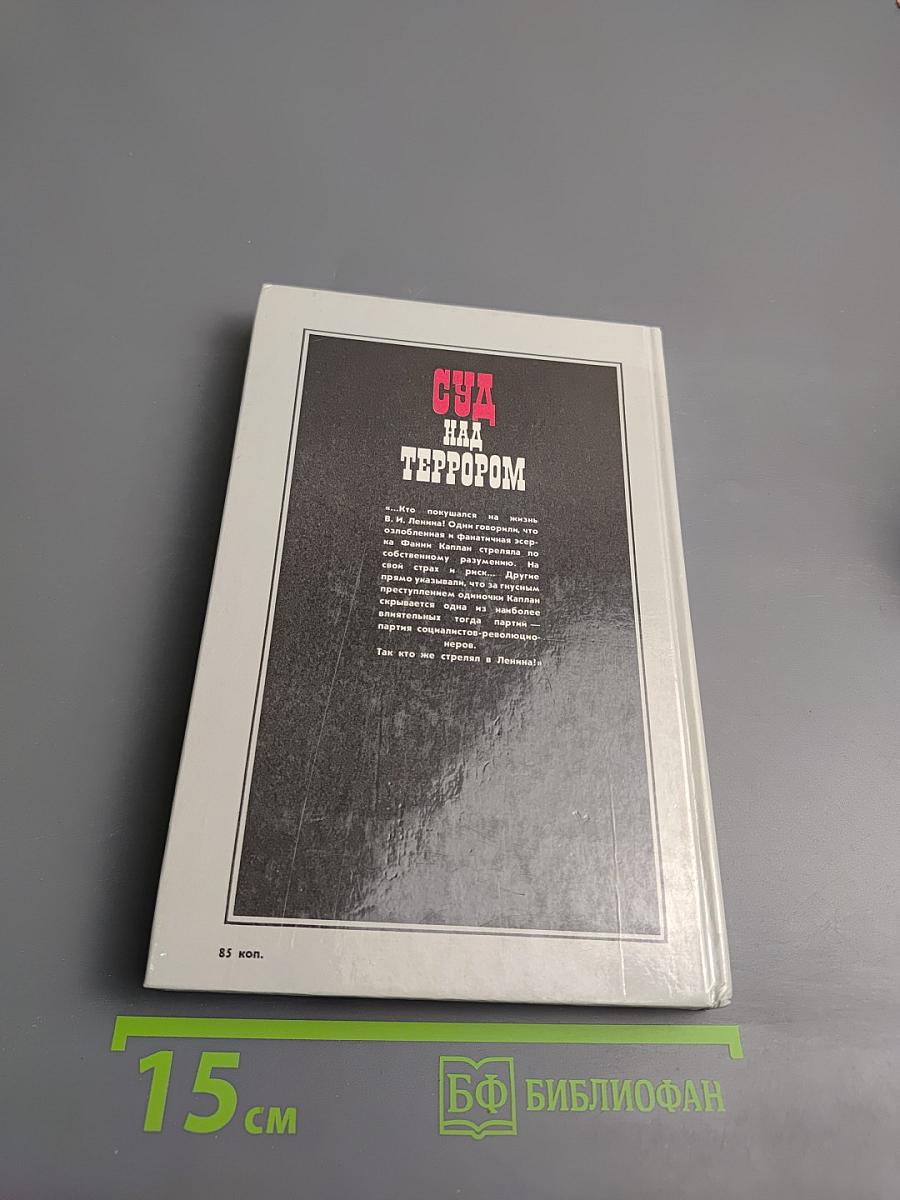 СУД
НАД
ТЕРРОРОМ
«...Кто покушался на жизнь
В. И. Ленина! Одни говорили, что
озлобленная и фанатичная эсер-
ка Фанни Каплан стреляла по
собственному разумению. На
свой страх и риск... Другие
прямо указывали, что за гнусным
преступлением одиночки Каплан
скрывается одна из наиболее
влиятельных тогда партий —
партия социалистов-революцио-
неров.
Так кто же стрелял в Ленина!»
85 коп.
15 см
БФ БИБЛИОФАН